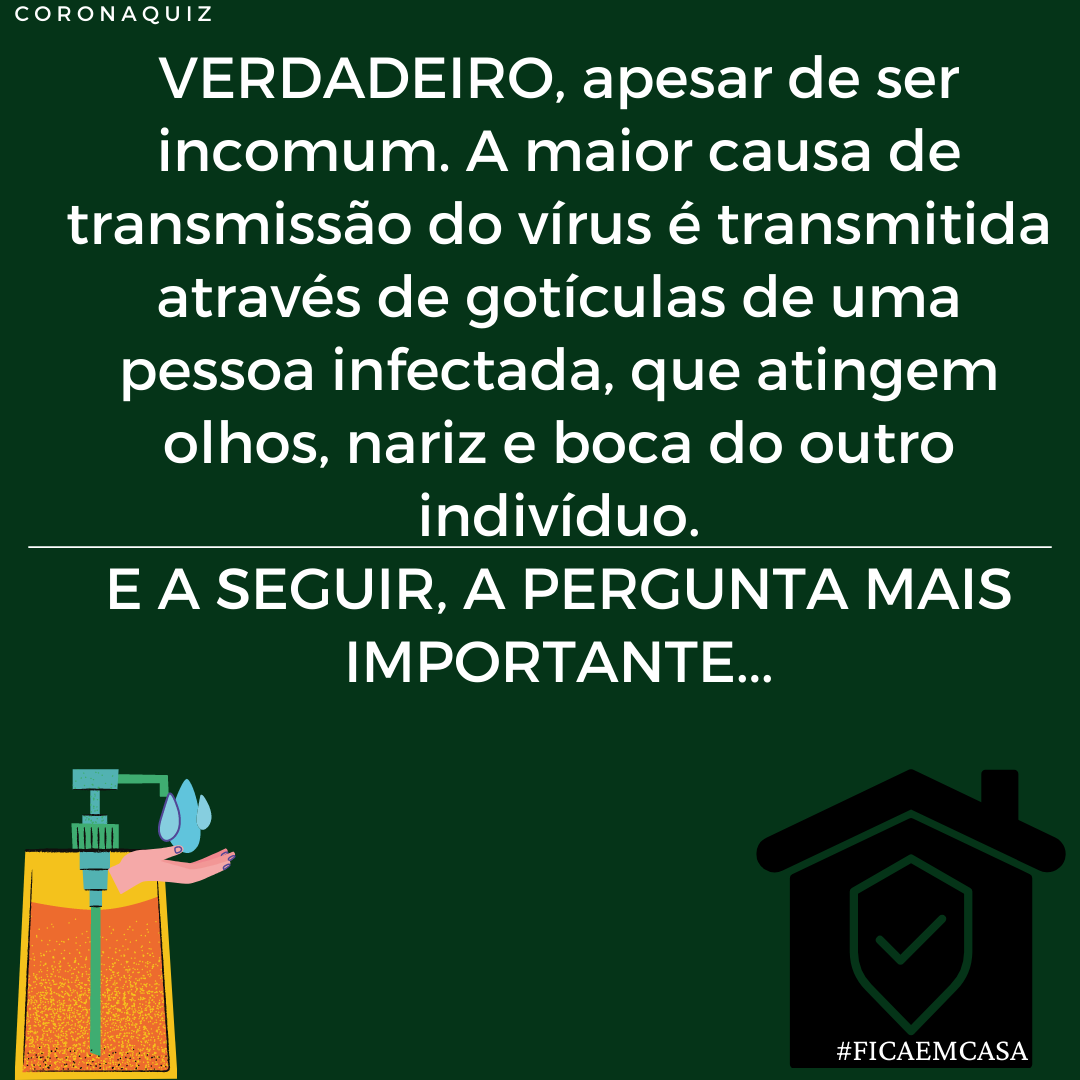 CORONAQUIZ
VERDADEIRO, apesar de ser
incomum. A maior causa de
transmissão do vírus é transmitida
através de gotículas de uma
pessoa infectada, que atingem
olhos, nariz e boca do outro
indivíduo.
E A SEGUIR, A PERGUNTA MAIS
IMPORTANTE...
#FICAEMCASA